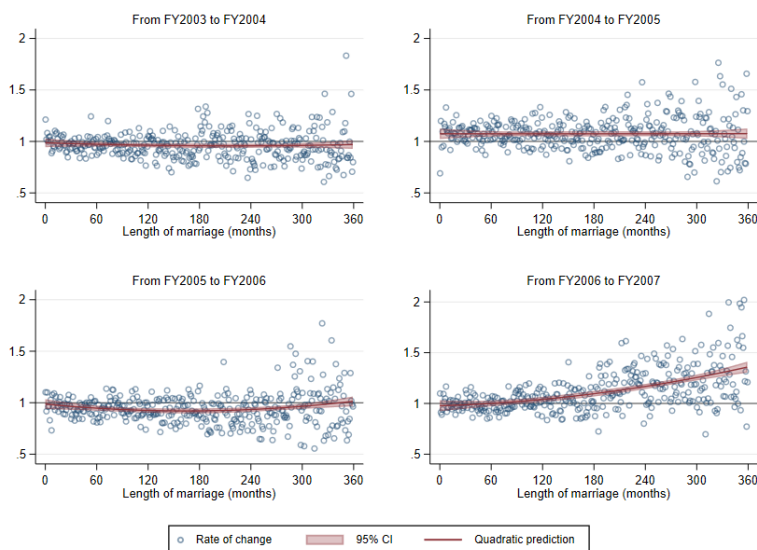 From FY2003 to FY2004
2
1.5
1
.5
0 60 120 180 240 300 360
Length of marriage (months)
From FY2004 to FY2005
2
1.5
1
.5
0 60 120 180 240 300 360
Length of marriage (months)
From FY2005 to FY2006
2
1.5
1
.5
0 60 120 180 240 300 360
Length of marriage (months)
From FY2006 to FY2007
2
1.5
1
.5
0 60 120 180 240 300 360
Length of marriage (months)
Rate of change 95% CI Quadratic prediction